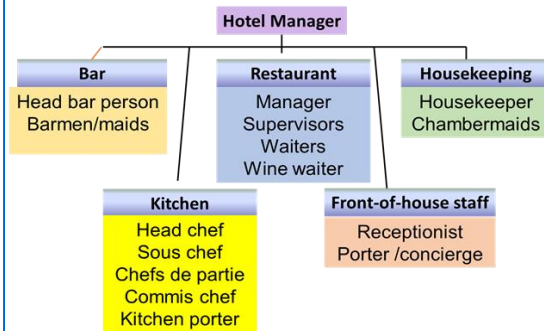 Hotel Manager
Bar
Head bar person
Barmen/maids
Restaurant
Manager
Supervisors
Waiters
Wine waiter
Housekeeping
Housekeeper
Chambermaids
Kitchen
Head chef
Sous chef
Chefs de partie
Commis chef
Kitchen porter
Front-of-house staff
Receptionist
Porter /concierge